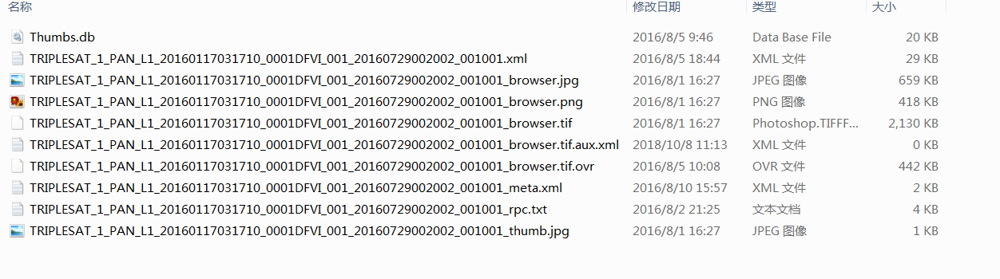 名称 修改日期 类型 大小
Thumbs.db 2016/8/5 9:46 Data Base File 20 KB
TRIPLESAT_1_PAN_L1_20160117031710_0001DFVI_001_20160729002002_001001.xml 2016/8/5 18:44 XML 文件 29 KB
TRIPLESAT_1_PAN_L1_20160117031710_0001DFVI_001_20160729002002_001001_browser.jpg 2016/8/1 16:27 JPEG 图像 659 KB
TRIPLESAT_1_PAN_L1_20160117031710_0001DFVI_001_20160729002002_001001_browser.png 2016/8/1 16:27 PNG 图像 418 KB
TRIPLESAT_1_PAN_L1_20160117031710_0001DFVI_001_20160729002002_001001_browser.tif 2016/8/1 16:27 Photoshop.TIFFF... 2,130 KB
TRIPLESAT_1_PAN_L1_20160117031710_0001DFVI_001_20160729002002_001001_browser.tif.aux.xml 2018/10/8 11:13 XML 文件 0 KB
TRIPLESAT_1_PAN_L1_20160117031710_0001DFVI_001_20160729002002_001001_browser.tif.ovr 2016/8/5 10:08 OVR 文件 442 KB
TRIPLESAT_1_PAN_L1_20160117031710_0001DFVI_001_20160729002002_001001_meta.xml 2016/8/10 15:57 XML 文件 2 KB
TRIPLESAT_1_PAN_L1_20160117031710_0001DFVI_001_20160729002002_001001_rpc.txt 2016/8/2 21:25 文本文档 4 KB
TRIPLESAT_1_PAN_L1_20160117031710_0001DFVI_001_20160729002002_001001_thumb.jpg 2016/8/1 16:27 JPEG 图像 1 KB